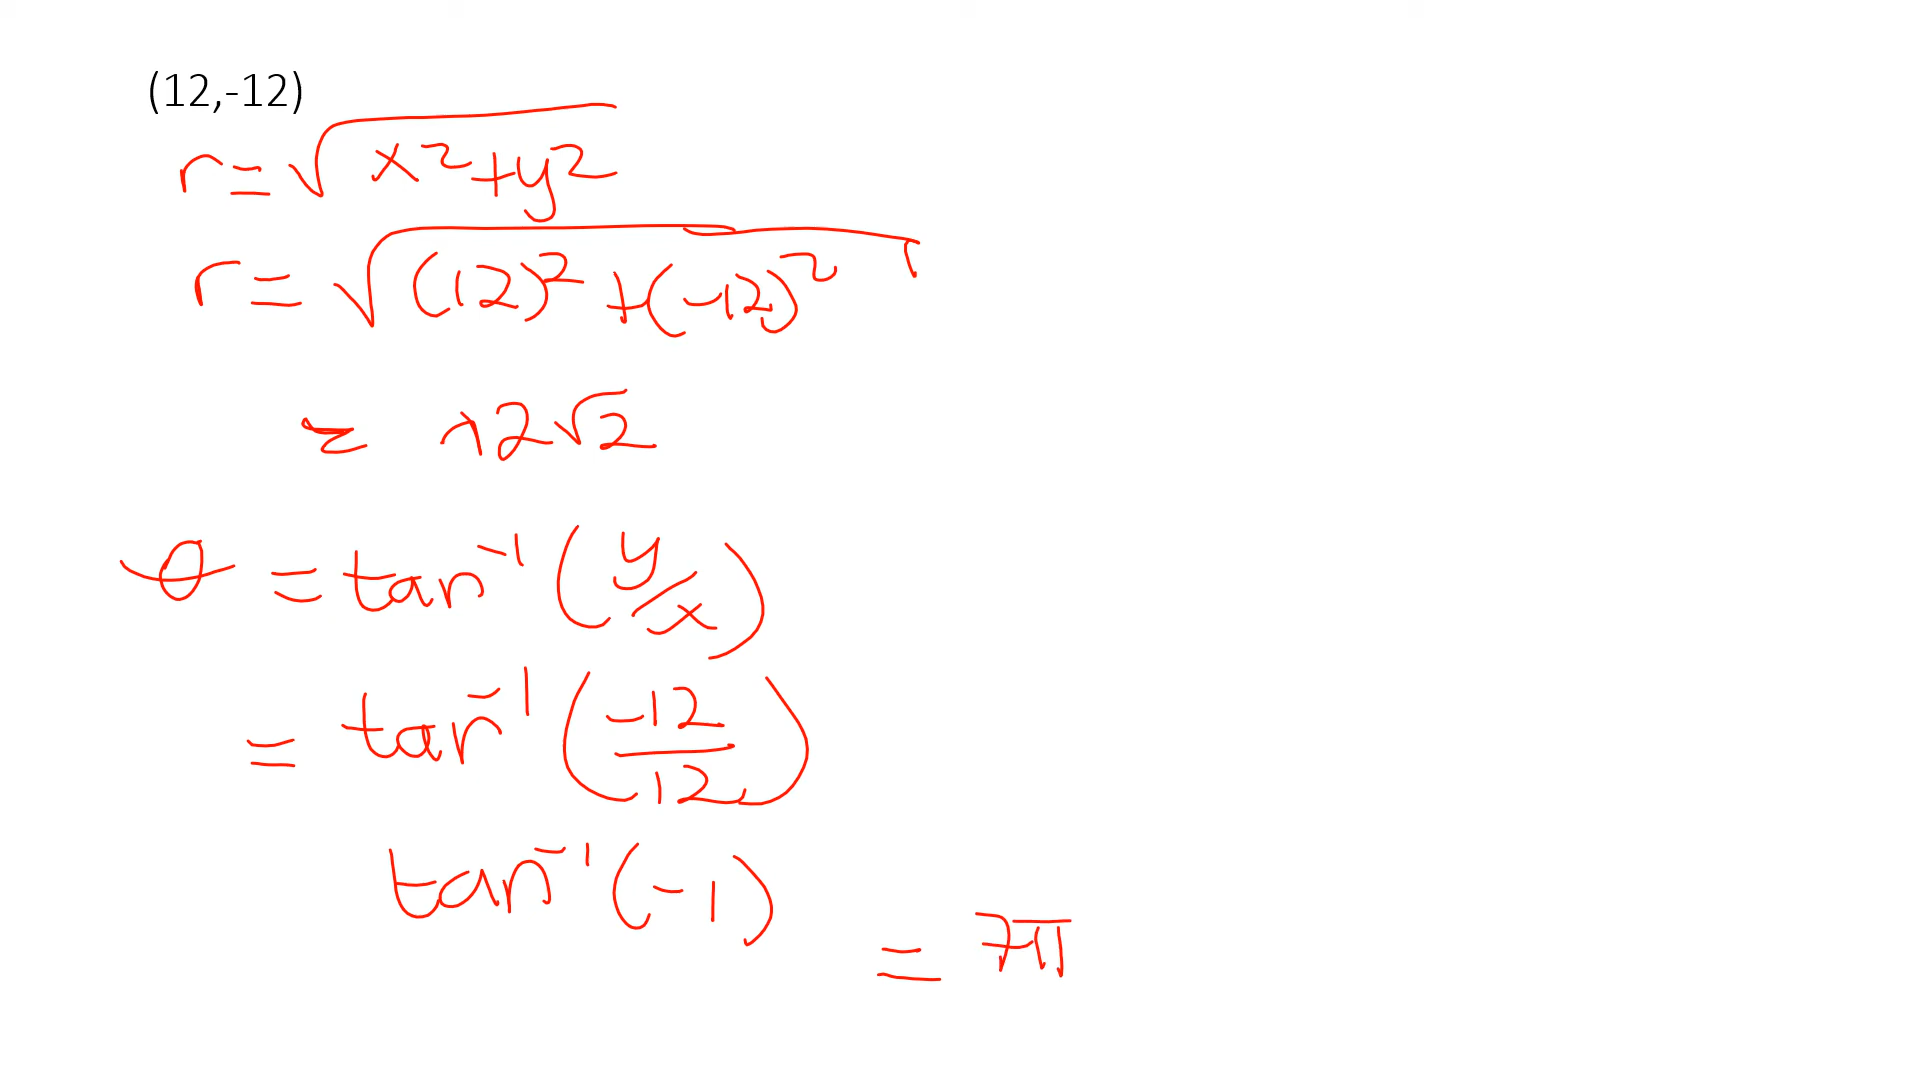 (12,-12)
r=√x²+y²
r=√(12)²+(-12)²
= 12√2
θ = tan⁻¹(y/x)
= tan⁻¹(-12/12)
tan⁻¹(-1)
= 7π